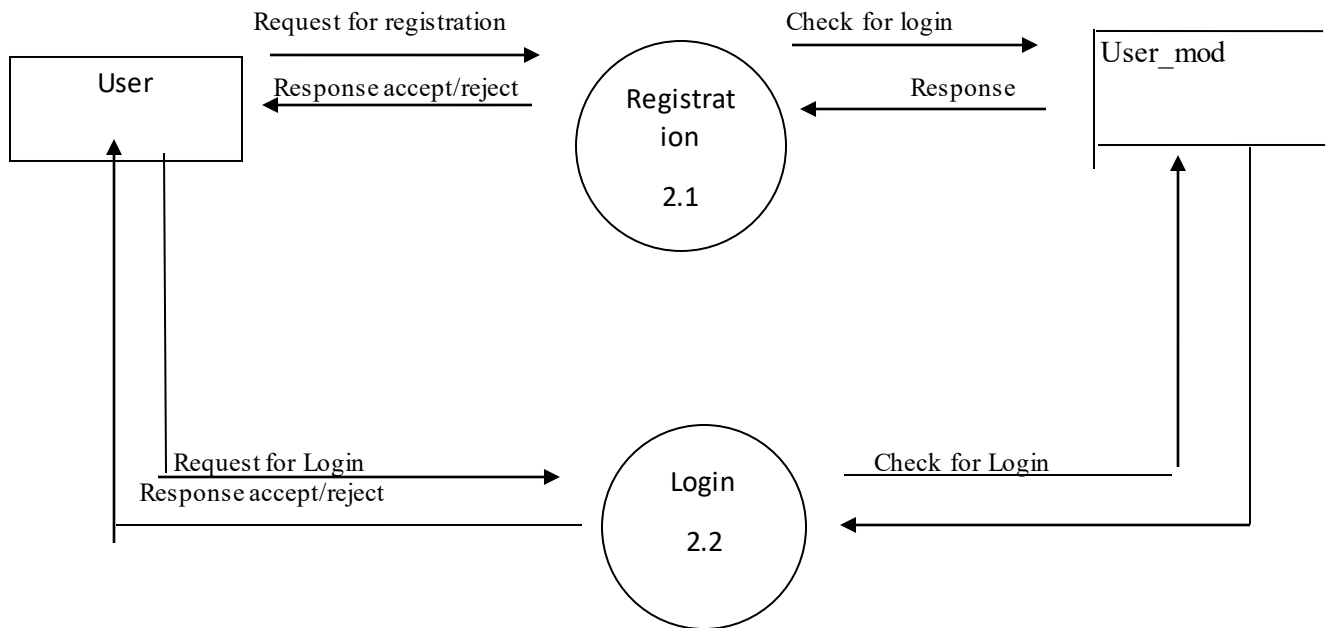 Request for registration
Check for login
User
User_mod
Response accept/reject
Registrat
ion
2.1
Response
Request for Login
Response accept/reject
Login
2.2
Check for Login